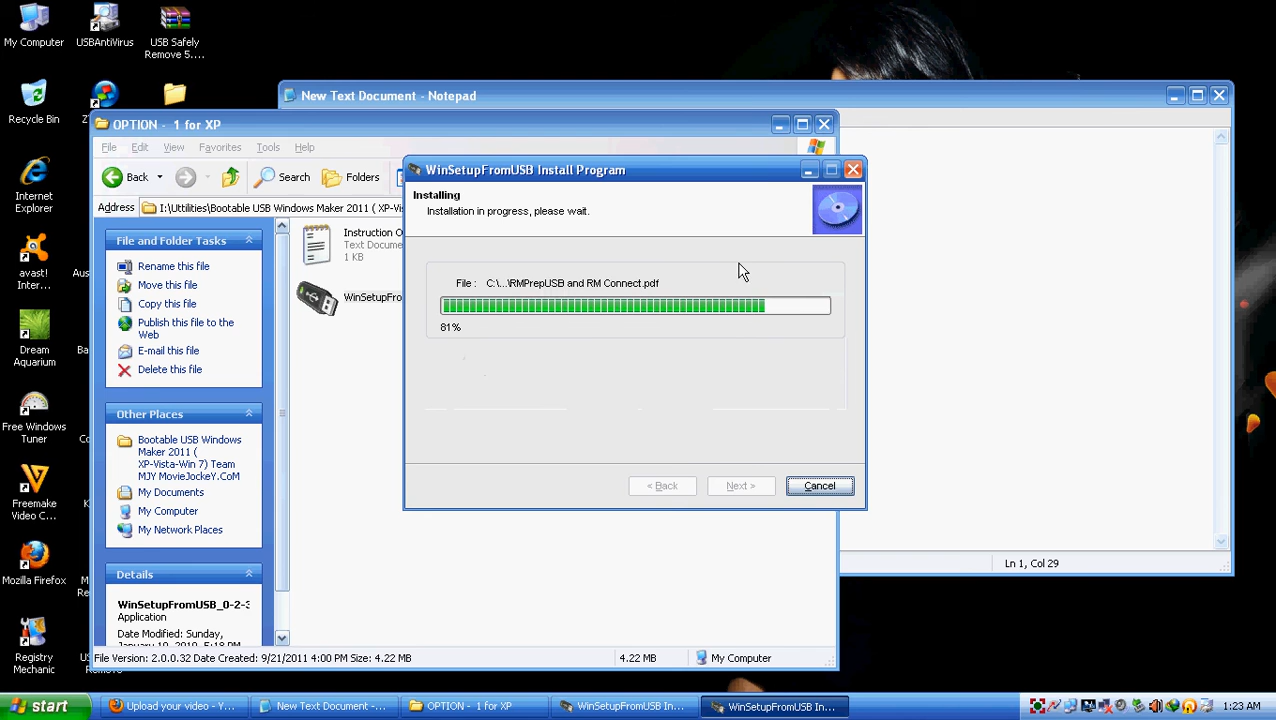 My Computer
USBAntiVirus
USB Safely
Remove 5....
Recycle Bin
Internet
Explorer
avast!
Inter...
Dream
Aquarium
Free Windows
Tuner
Freemake
Video C...
Mozilla Firefox
Registry
Mechanic
New Text Document - Notepad
Ln 1, Col 29
OPTION - 1 for XP
File Edit View Favorites Tools Help
Back Search Folders
Address I:\Uttilities\Bootable USB Windows Maker 2011 ( XP-Vis
File and Folder Tasks
Rename this file
Move this file
Copy this file
Publish this file to the
Web
E-mail this file
Delete this file
Other Places
Bootable USB Windows
Maker 2011 (
XP-Vista-Win 7) Team
MJY MovieJockeY.CoM
My Documents
My Computer
My Network Places
Details
WinSetupFromUSB_0-2-3
Application
Date Modified: Sunday,
Instruction O
Text Document
1 KB
WinSetupFro
File Version: 2.0.0.32 Date Created: 9/21/2011 4:00 PM Size: 4.22 MB
4.22 MB
My Computer
WinSetupFromUSB Install Program
Installing
Installation in progress, please wait.
File : C:\...\RMPrepUSB and RM Connect.pdf
81%
< Back Next > Cancel
start
Upload your video - Y...
New Text Document -...
OPTION - 1 for XP
WinSetupFromUSB In...
WinSetupFromUSB In...
1:23 AM